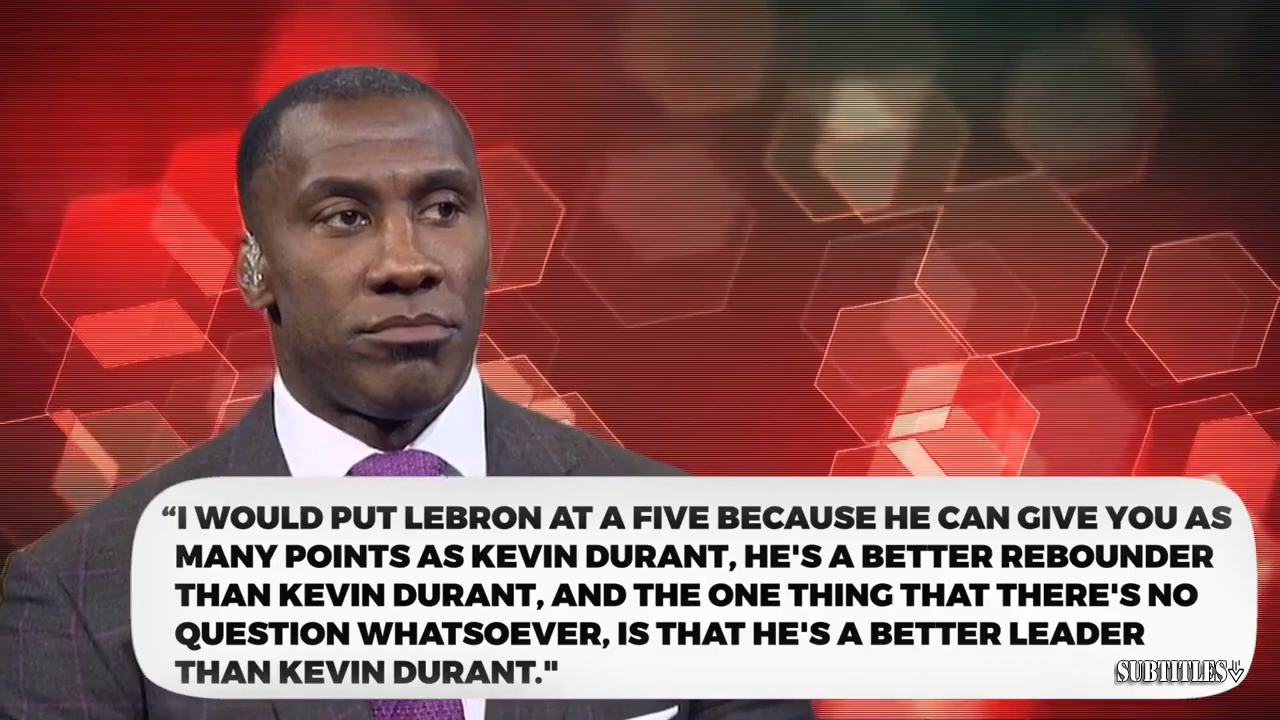 “I WOULD PUT LEBRON AT A FIVE BECAUSE HE CAN GIVE YOU AS
MANY POINTS AS KEVIN DURANT, HE'S A BETTER REBOUNDER
THAN KEVIN DURANT, AND THE ONE THING THAT THERE'S NO
QUESTION WHATSOEVER, IS THAT HE'S A BETTER LEADER
THAN KEVIN DURANT."
SUBTITLES